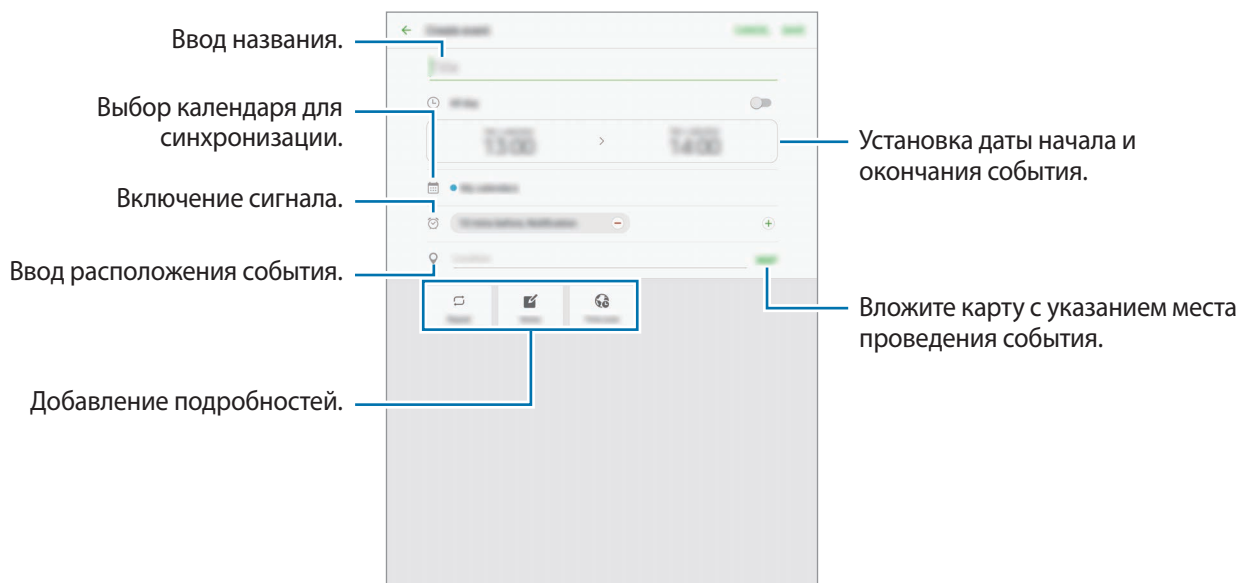 Ввод названия.
Выбор календаря для
синхронизации.
Включение сигнала.
Ввод расположения события.
Добавление подробностей.
13:00
14:00
Установка даты начала и
окончания события.
Вложите карту с указанием места
проведения события.